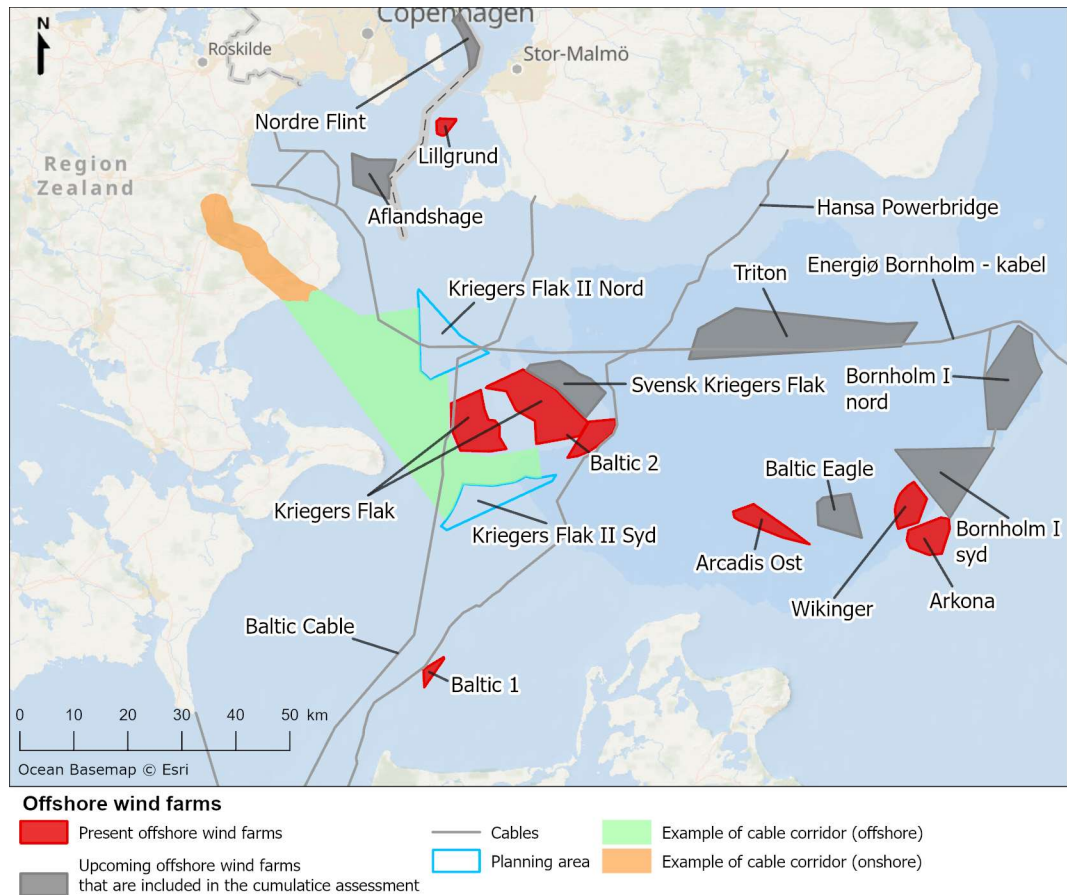 N
Copenhagen
Roskilde
Stor-Malmö
Nordre Flint
Lillgrund
Region
Zealand
Aflandshage
Hansa Powerbridge
Energiø Bornholm - kabel
Triton
Kriegers Flak II Nord
Svensk Kriegers Flak
Bornholm I
nord
Baltic 2
Baltic Eagle
Kriegers Flak
Kriegers Flak II Syd
Bornholm I
syd
Arcadis Ost
Wikinger
Arkona
Baltic Cable
Baltic 1
0 10 20 30 40 50 km
Ocean Basemap © Esri
Offshore wind farms
Present offshore wind farms
Upcoming offshore wind farms
that are included in the cumulatice assessment
Cables
Planning area
Example of cable corridor (offshore)
Example of cable corridor (onshore)